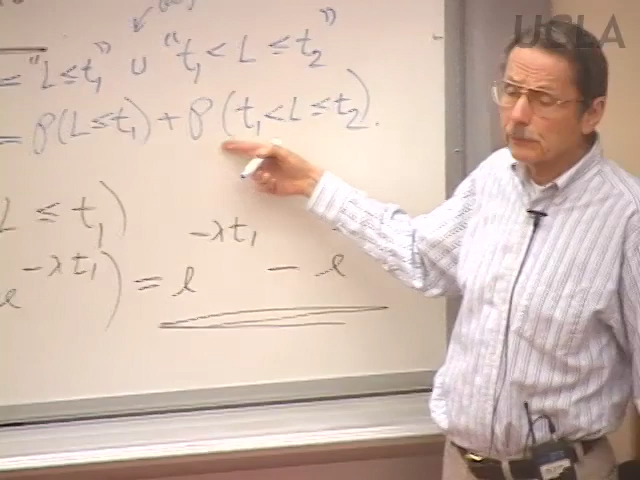 UCLA
= "L ≤ t₁" ∪ "t₁ < L ≤ t₂"
= P(L ≤ t₁) + P(t₁ < L ≤ t₂).
L ≤ t₁)
e^{-λt₁}) = e^{-λt₁} - e